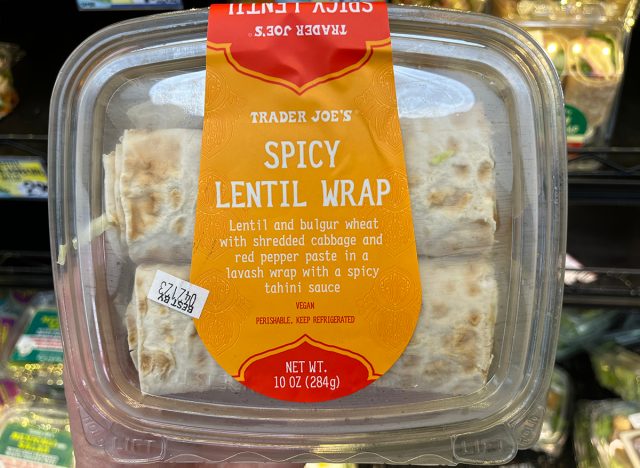 SPICY LENTIL
TRADER JOE'S®
TRADER JOE'S®
SPICY
LENTIL WRAP
Lentil and bulgur wheat
with shredded cabbage and
red pepper paste in a
lavash wrap with a spicy
tahini sauce
VEGAN
PERISHABLE. KEEP REFRIGERATED
NET WT.
10 OZ (284g)
BEST BY
042123
LIFT
LIFT